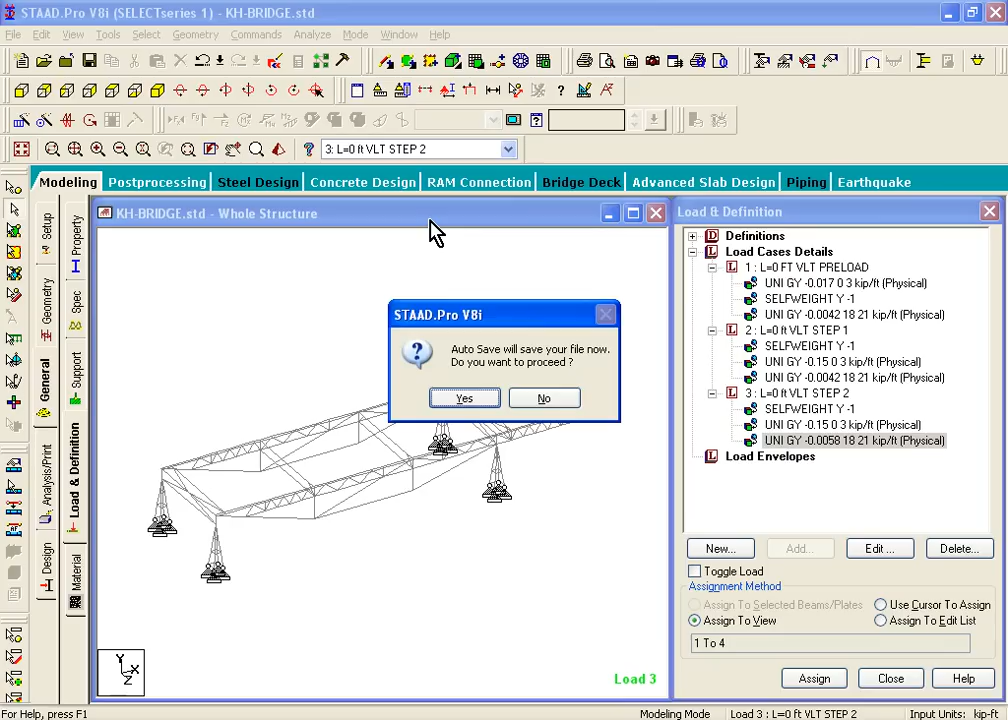 STAAD.Pro V8i (SELECTseries 1) - KH-BRIDGE.std
File Edit View Tools Select Geometry Commands Analyze Mode Window Help
3: L=0 ft VLT STEP 2
Modeling Postprocessing Steel Design Concrete Design RAM Connection Bridge Deck Advanced Slab Design Piping Earthquake
Setup
Geometry
General
Analysis/Print
Design
Property
Spec
Support
Load & Definition
Material
KH-BRIDGE.std - Whole Structure
STAAD.Pro V8i
Auto Save will save your file now.
Do you want to proceed ?
Yes No
Y
X
Z
Load 3
Load & Definition
Definitions
Load Cases Details
1 : L=0 FT VLT PRELOAD
UNI GY -0.017 0 3 kip/ft (Physical)
SELFWEIGHT Y -1
UNI GY -0.0042 18 21 kip/ft (Physical)
2: L=0 ft VLT STEP 1
SELFWEIGHT Y -1
UNI GY -0.15 0 3 kip/ft (Physical)
UNI GY -0.0042 18 21 kip/ft (Physical)
3: L=0 ft VLT STEP 2
SELFWEIGHT Y -1
UNI GY -0.15 0 3 kip/ft (Physical)
UNI GY -0.0058 18 21 kip/ft (Physical)
Load Envelopes
New... Add... Edit ... Delete...
Toggle Load
Assignment Method
Assign To Selected Beams/Plates Use Cursor To Assign
Assign To View Assign To Edit List
1 To 4
Assign Close Help
For Help, press F1 Modeling Mode Load 3 : L=0 ft VLT STEP 2 Input Units: kip-ft